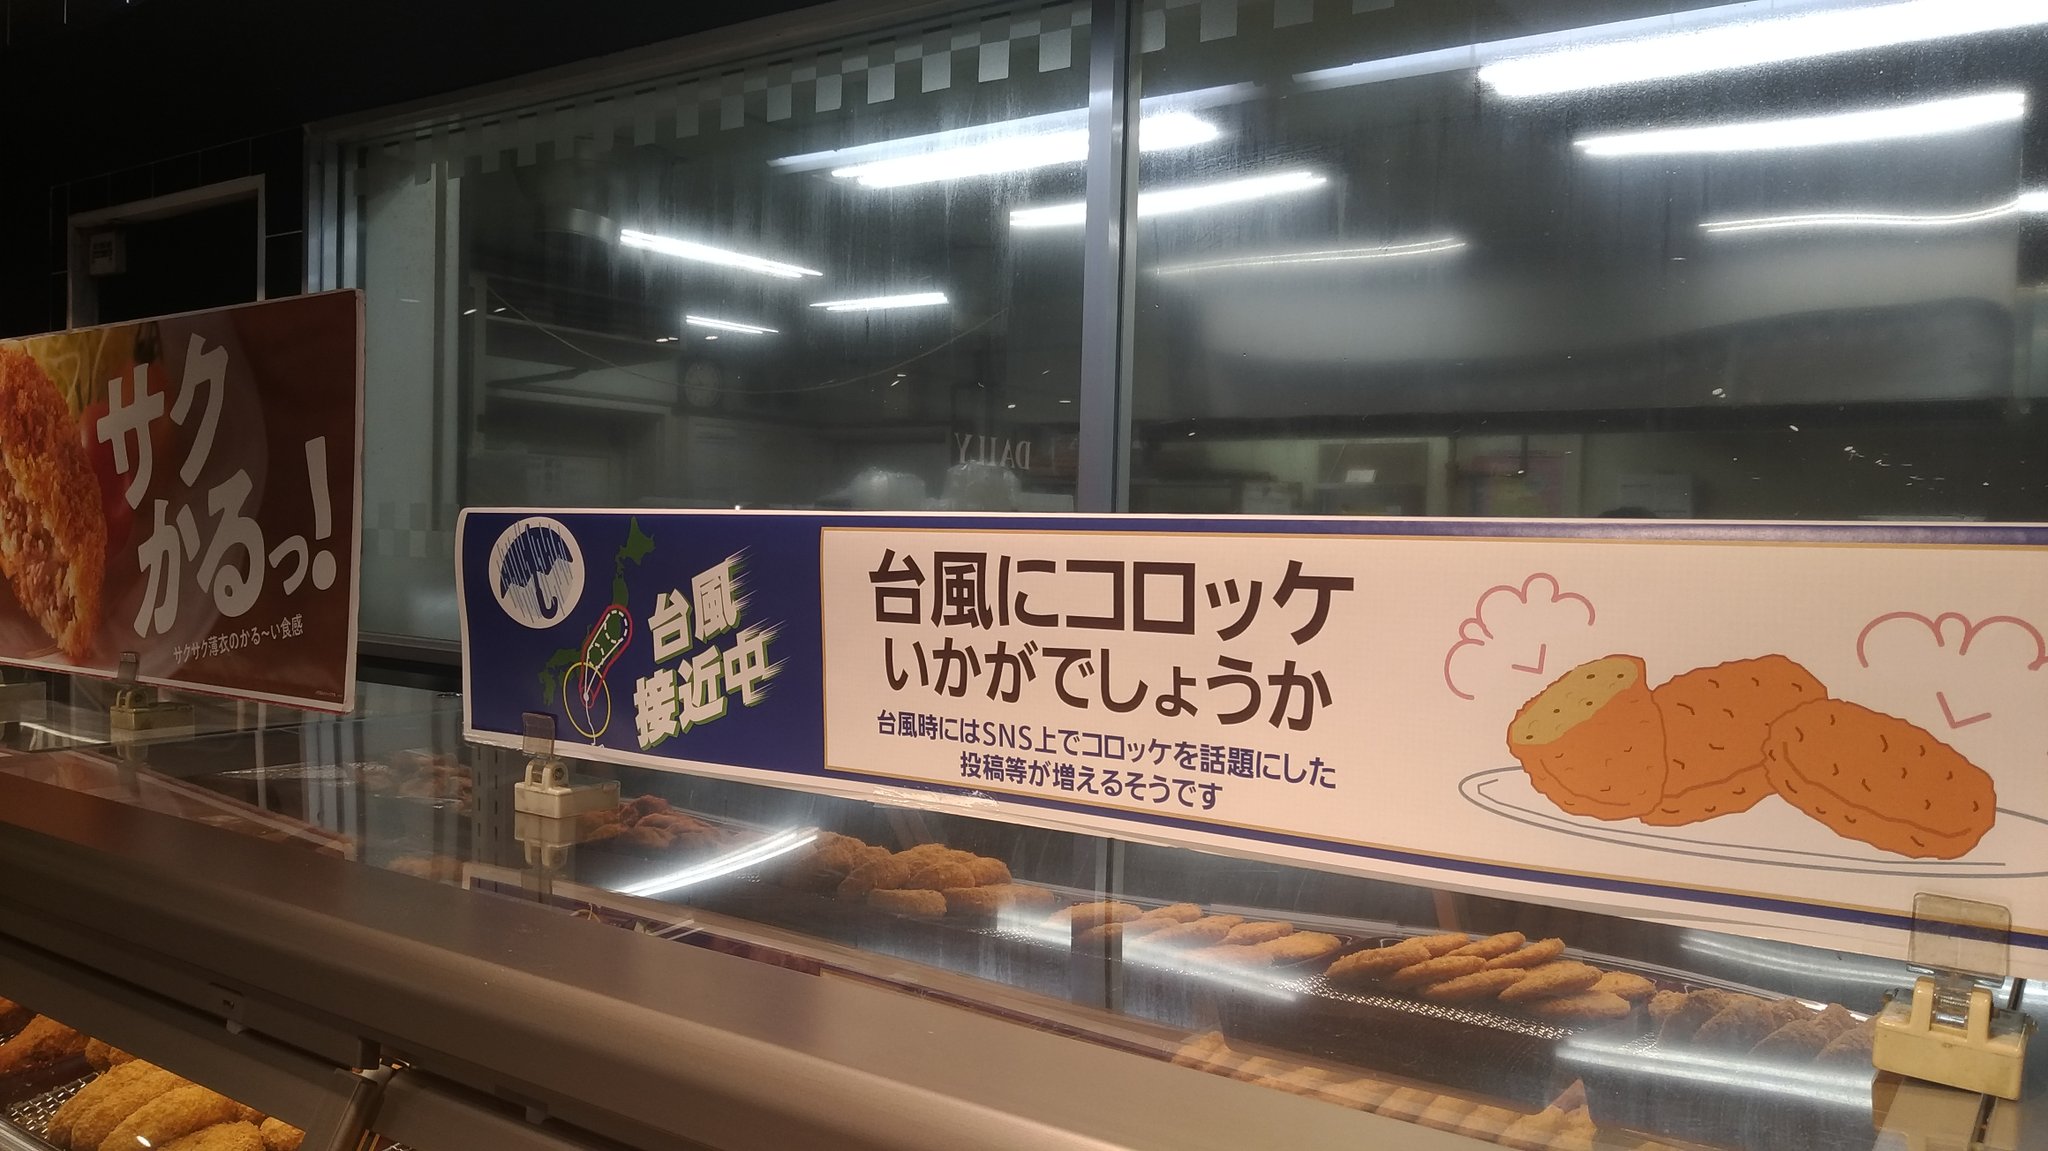 サク
かるっ!
サクサク薄衣のかる〜い食感
DAILY
台風
接近中
台風にコロッケ
いかがでしょうか
台風時にはSNS上でコロッケを話題にした
投稿等が増えるそうです